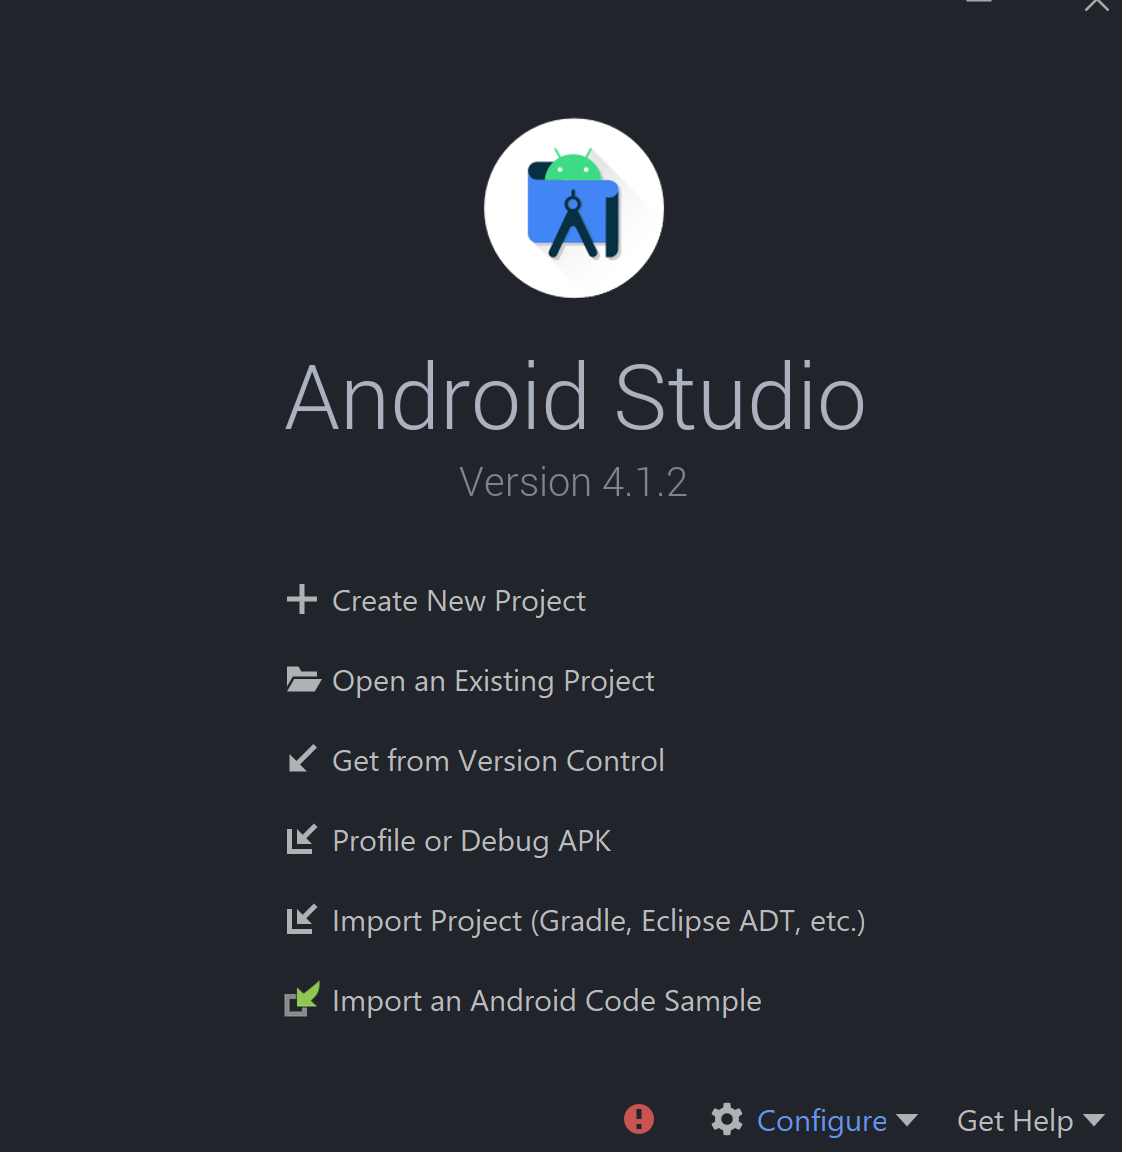 Android Studio
Version 4.1.2
Create New Project
Open an Existing Project
Get from Version Control
Profile or Debug APK
Import Project (Gradle, Eclipse ADT, etc.)
Import an Android Code Sample
Configure Get Help